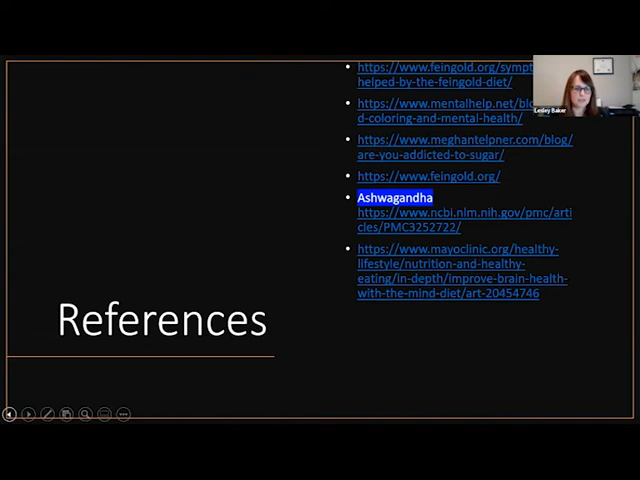 https://www.feingold.org/sympt
helped-by-the-feingold-diet/
https://www.mentalhelp.net/blo
d-coloring-and-mental-health/
https://www.meghantelpner.com/blog/
are-you-addicted-to-sugar/
https://www.feingold.org/
Ashwagandha
https://www.ncbi.nlm.nih.gov/pmc/arti
cles/PMC3252722/
https://www.mayoclinic.org/healthy-
lifestyle/nutrition-and-healthy-
eating/in-depth/improve-brain-health-
with-the-mind-diet/art-20454746
References
Lesley Baker